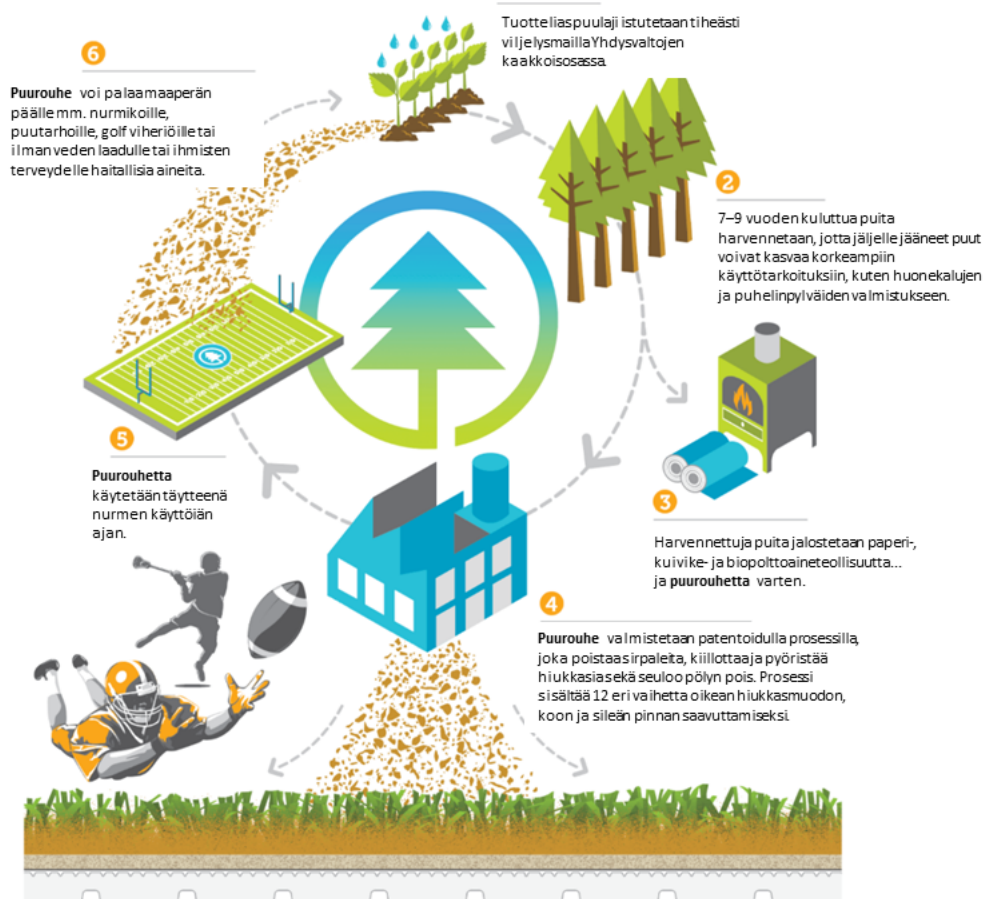 Tuottelias puulaji istutetaan tiheästi
viljelysmailla Yhdysvaltojen
kaakkoisosassa.
2
7–9 vuoden kuluttua puita
harvennetaan, jotta jäljelle jääneet puut
voivat kasvaa korkeampiin
käyttötarkoituksiin, kuten huonekalujen
ja puhelinpylväiden valmistukseen.
3
Harvennettuja puita jalostetaan paperi-,
kuivike- ja biopolttoaineteollisuutta...
ja puurouhetta varten.
4
Puurouhe valmistetaan patentoidulla prosessilla,
joka poistaa sirpaleita, kiillottaa ja pyöristää
hiukkasia sekä seuloo pölyn pois. Prosessi
sisältää 12 eri vaihetta oikean hiukkasmuodon,
koon ja sileän pinnan saavuttamiseksi.
5
Puurouhetta
käytetään täytteenä
nurmen käyttöiän
ajan.
6
Puurouhe voi palaa maaperän
päälle mm. nurmikoille,
puutarhoille, golf viheriöille tai
ilman veden laadulle tai ihmisten
terveydelle haitallisia aineita.